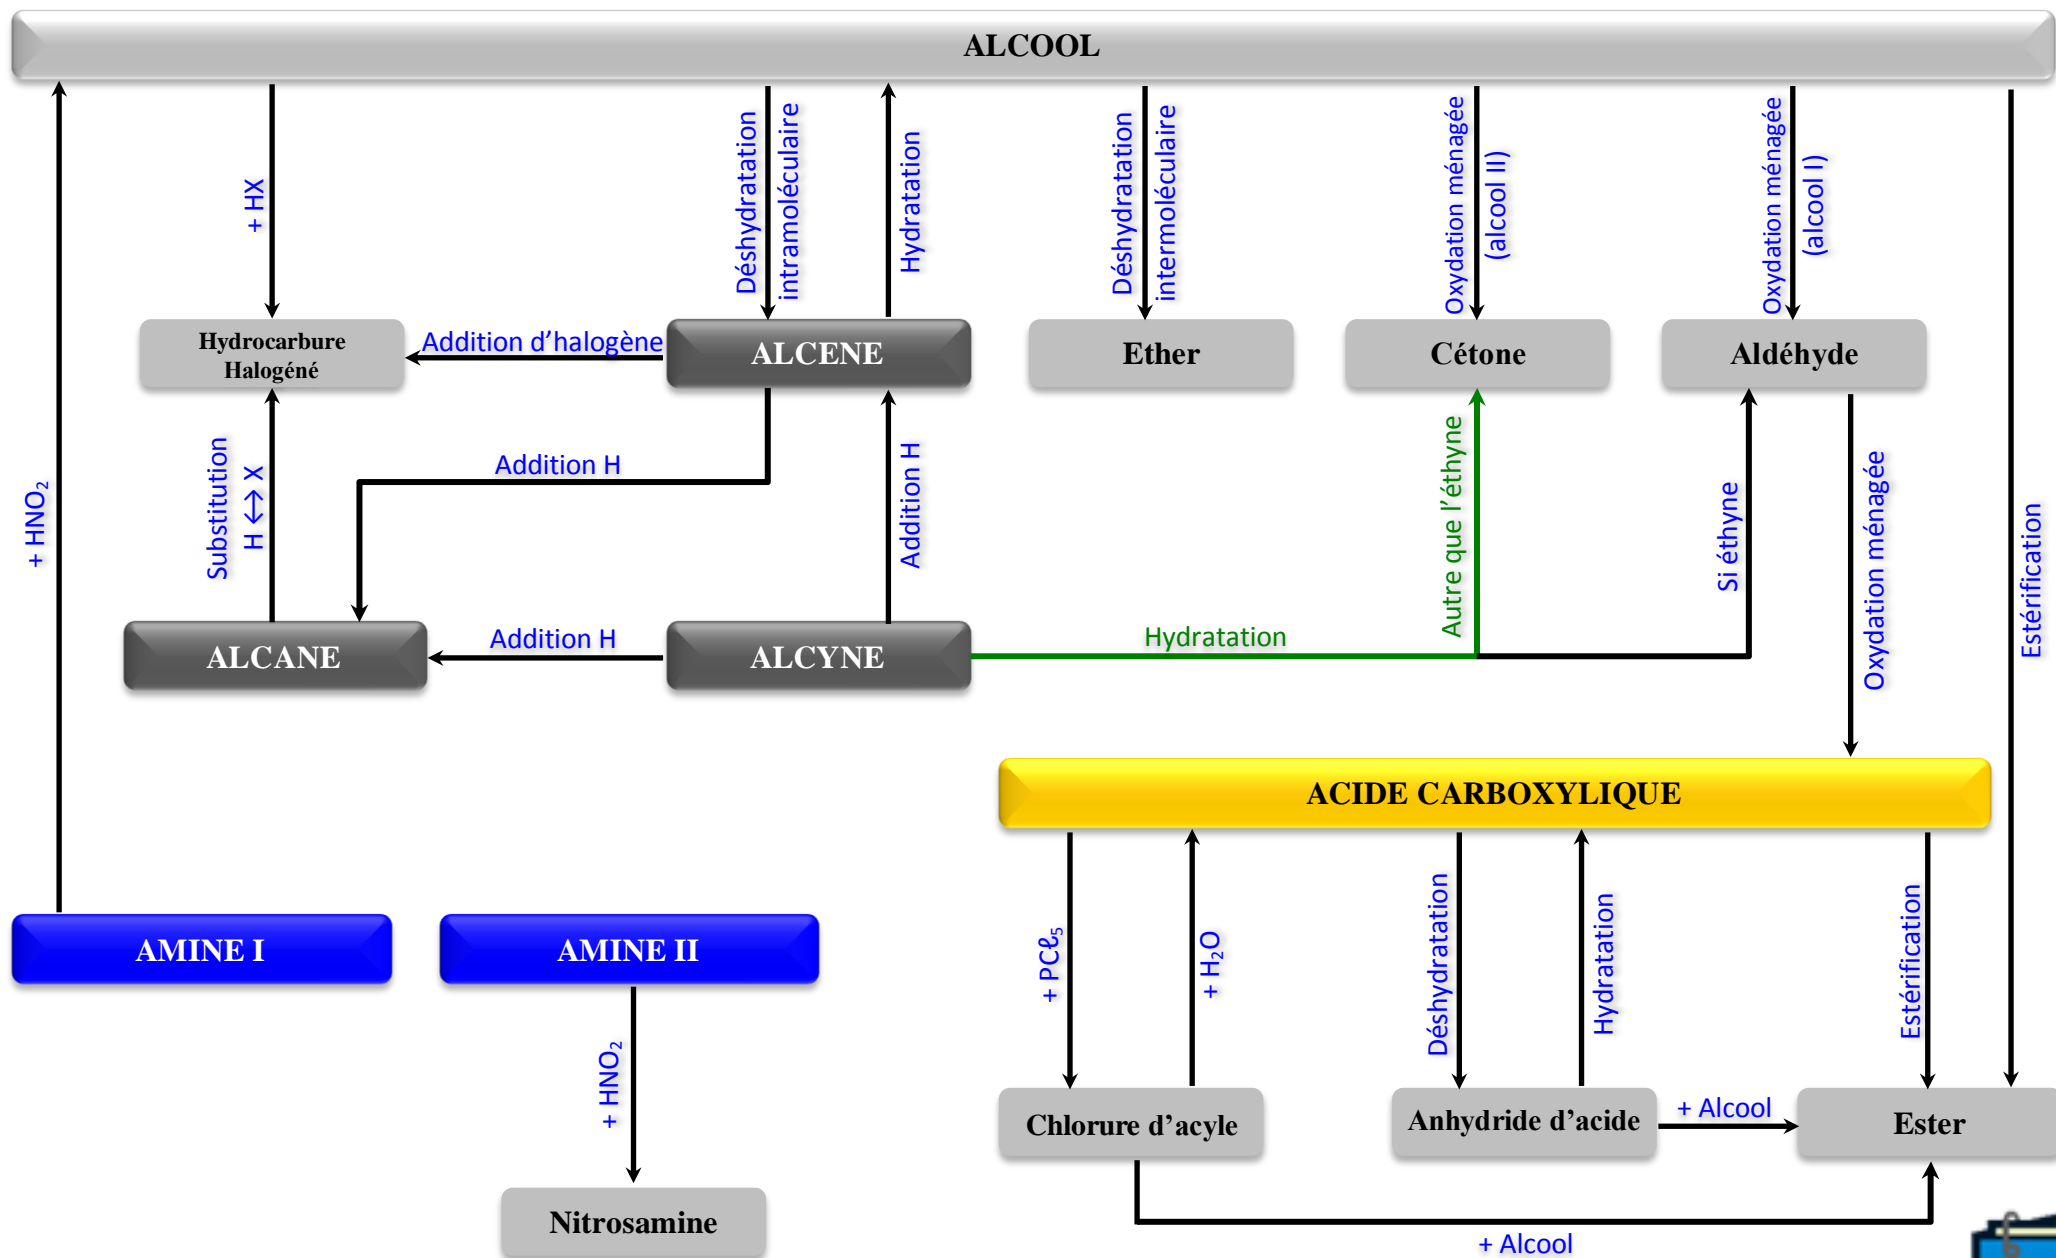 ALCOOL
+ HX
Déshydratation
intramoléculaire
Hydratation
Déshydratation
intermoléculaire
Oxydation ménagée
(alcool II)
Oxydation ménagée
(alcool I)
Hydrocarbure
Halogéné
Addition d’halogène
ALCENE
Ether
Cétone
Aldéhyde
+ HNO₂
Substitution
H ⟷ X
Addition H
Addition H
Autre que l’éthyne
Si éthyne
Oxydation ménagée
Estérification
ALCANE
Addition H
ALCYNE
Hydratation
ACIDE CARBOXYLIQUE
AMINE I
AMINE II
+ PCℓ₅
+ H₂O
Déshydratation
Hydratation
Estérification
+ HNO₂
Chlorure d’acyle
Anhydride d’acide
+ Alcool
Ester
Nitrosamine
+ Alcool